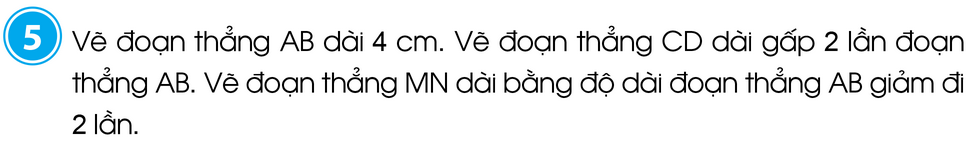 5 Vẽ đoạn thẳng AB dài 4 cm. Vẽ đoạn thẳng CD dài gấp 2 lần đoạn
thẳng AB. Vẽ đoạn thẳng MN dài bằng độ dài đoạn thẳng AB giảm đi
2 lần.